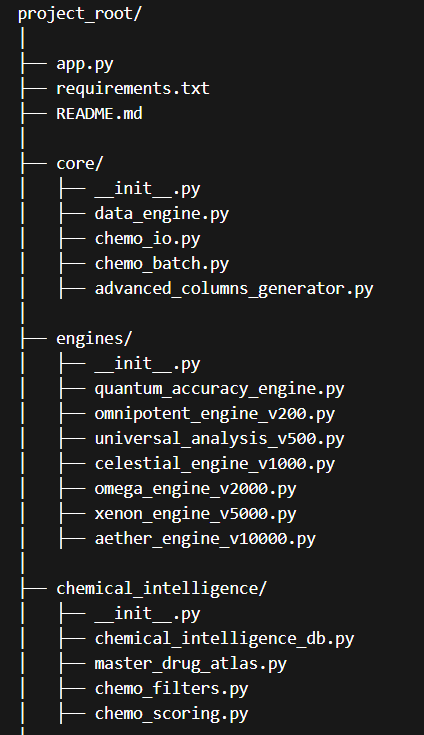 project_root/
│
├── app.py
├── requirements.txt
├── README.md
│
├── core/
│   ├── __init__.py
│   ├── data_engine.py
│   ├── chemo_io.py
│   ├── chemo_batch.py
│   ├── advanced_columns_generator.py
│
├── engines/
│   ├── __init__.py
│   ├── quantum_accuracy_engine.py
│   ├── omnipotent_engine_v200.py
│   ├── universal_analysis_v500.py
│   ├── celestial_engine_v1000.py
│   ├── omega_engine_v2000.py
│   ├── xenon_engine_v5000.py
│   ├── aether_engine_v10000.py
│
├── chemical_intelligence/
│   ├── __init__.py
│   ├── chemical_intelligence_db.py
│   ├── master_drug_atlas.py
│   ├── chemo_filters.py
│   ├── chemo_scoring.py